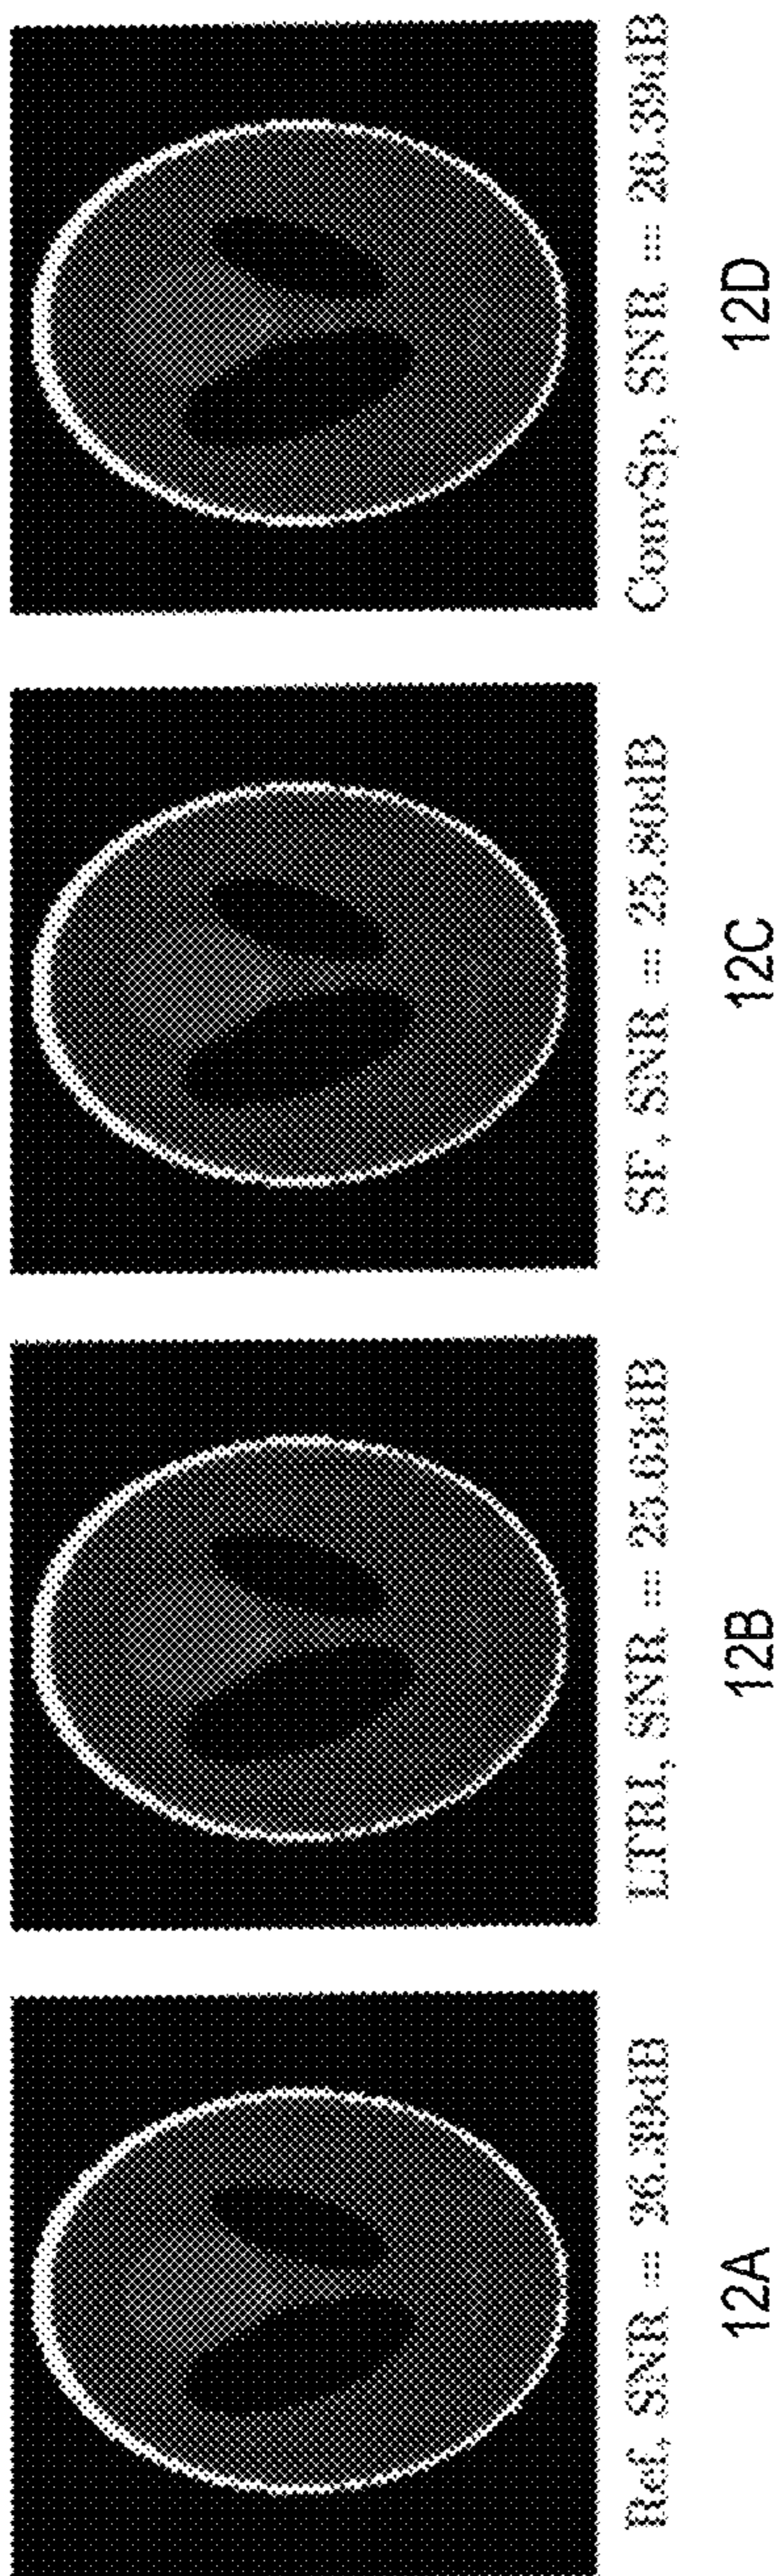 Ref, SNR = 26.39dB
12A
LTRI, SNR = 25.63dB
12B
SF, SNR = 25.80dB
12C
ConvSp, SNR = 26.39dB
12D